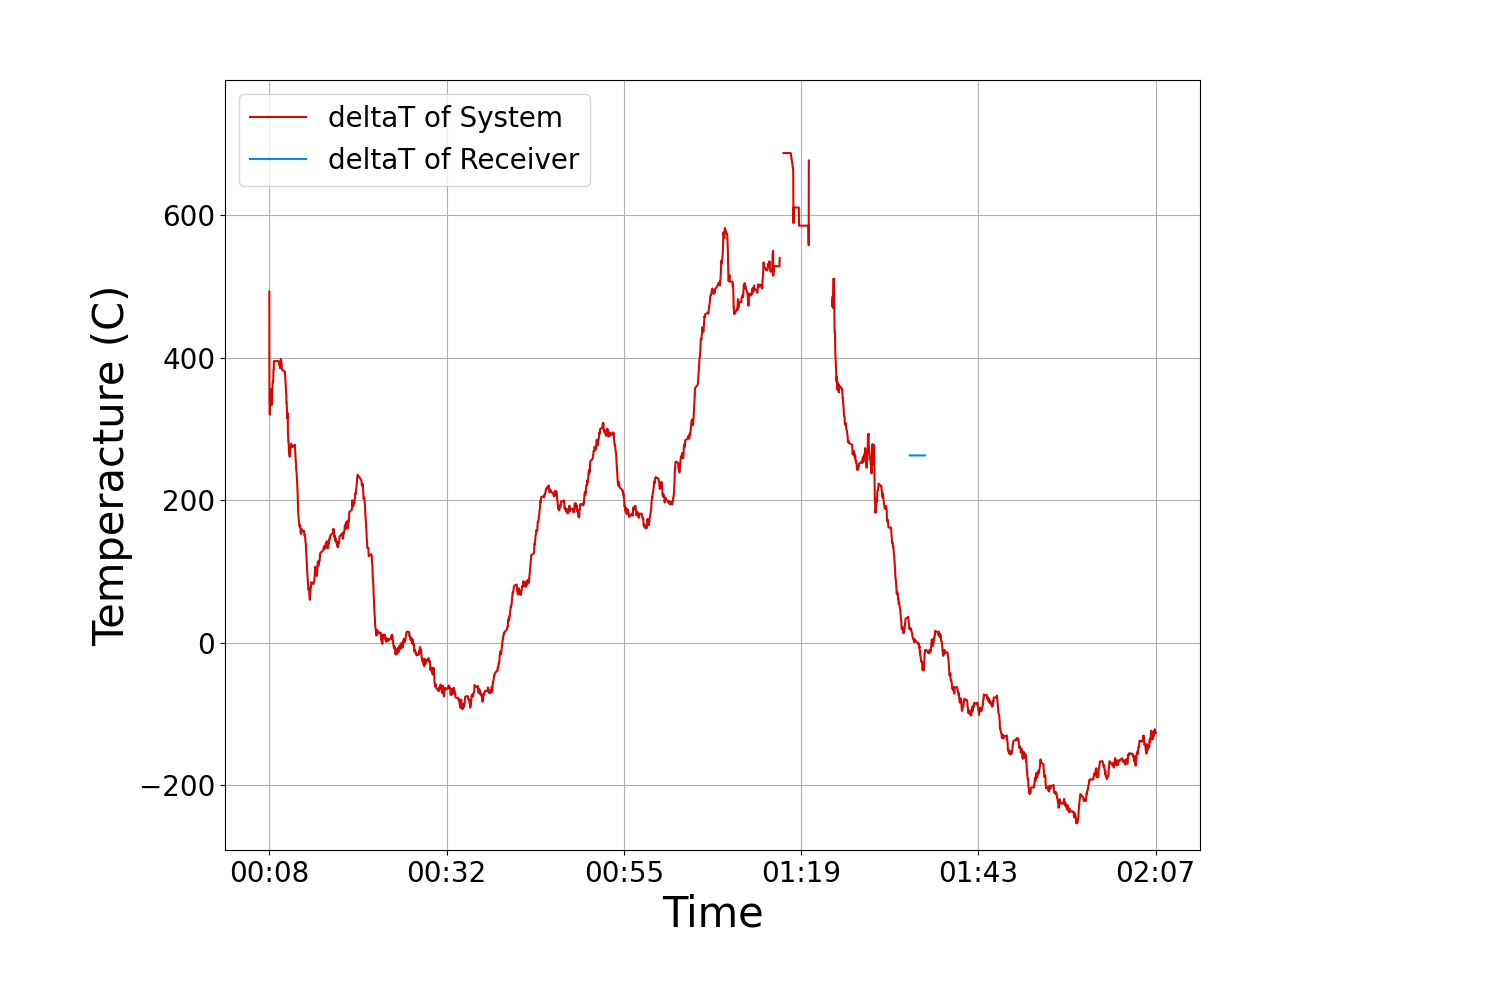 deltaT of System
deltaT of Receiver
Temperacture (C)
600
400
200
0
−200
00:08 00:32 00:55 01:19 01:43 02:07
Time